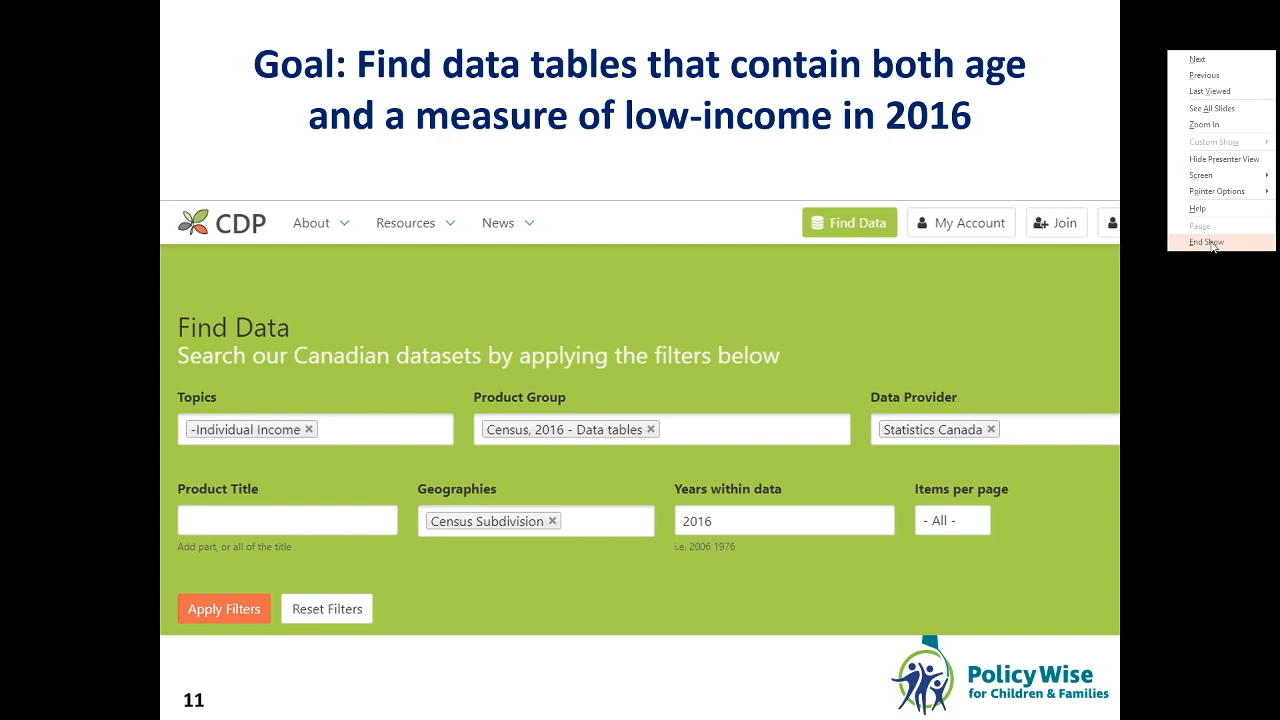 Goal: Find data tables that contain both age
and a measure of low-income in 2016
CDP
About
Resources
News
Find Data
My Account
Join
Find Data
Search our Canadian datasets by applying the filters below
Topics
Product Group
Data Provider
-Individual Income ×
Census, 2016 - Data tables ×
Statistics Canada ×
Product Title
Geographies
Years within data
Items per page
Census Subdivision ×
2016
- All -
Add part, or all of the title
i.e. 2006 1976
Apply Filters
Reset Filters
PolicyWise
for Children & Families
11
Next
Previous
Last Viewed
See All Slides
Zoom In
Custom Show
Hide Presenter View
Screen
Pointer Options
Help
Pause
End Show